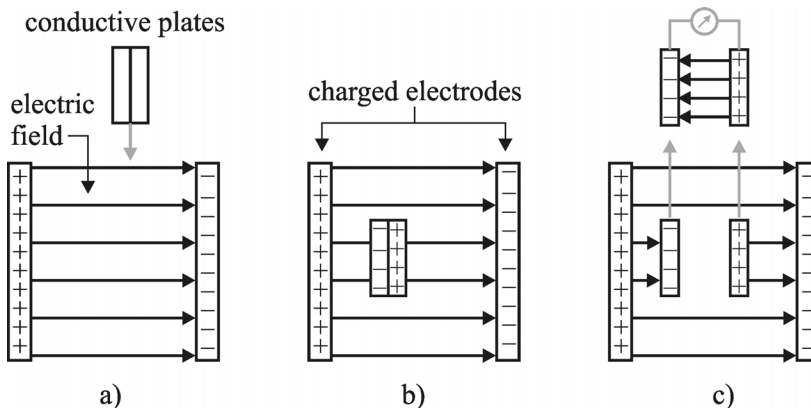 conductive plates
electric
field
charged electrodes
a)
b)
c)